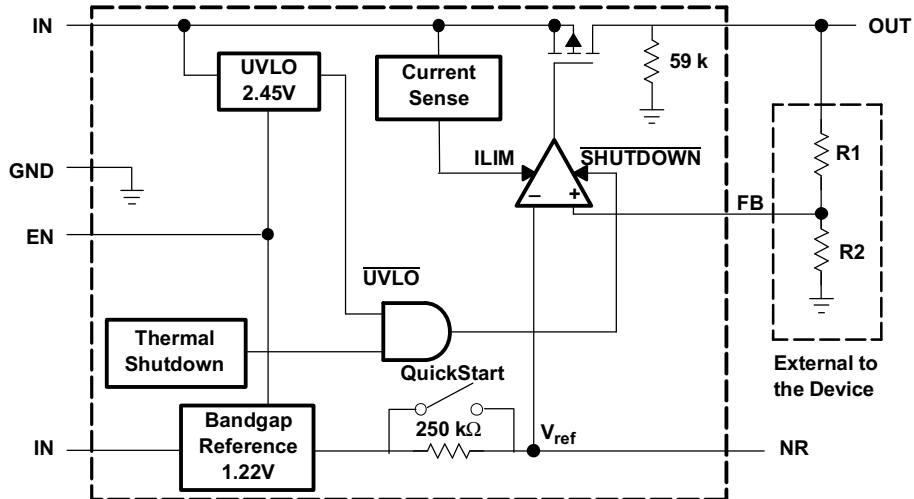 IN
OUT
UVLO
2.45V
Current
Sense
59 k
ILIM
SHUTDOWN
R1
GND
– +
FB
EN
R2
UVLO
Thermal
Shutdown
External to
the Device
QuickStart
Bandgap
Reference
1.22V
250 kΩ
Vref
IN
NR